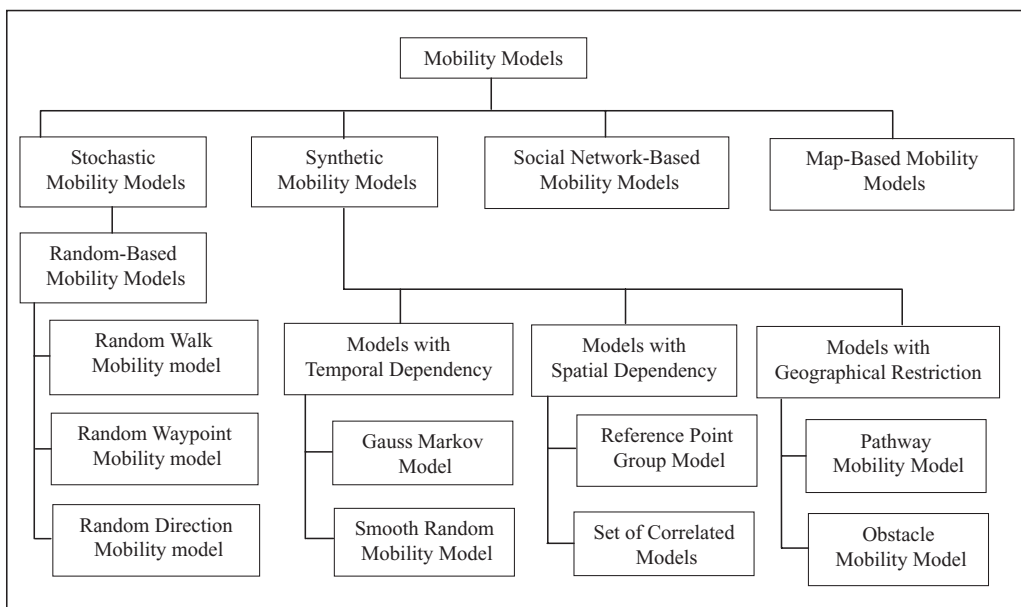 Mobility Models
Stochastic
Mobility Models
Synthetic
Mobility Models
Social Network-Based
Mobility Models
Map-Based Mobility
Models
Random-Based
Mobility Models
Random Walk
Mobility model
Random Waypoint
Mobility model
Random Direction
Mobility model
Models with
Temporal Dependency
Gauss Markov
Model
Smooth Random
Mobility Model
Models with
Spatial Dependency
Reference Point
Group Model
Set of Correlated
Models
Models with
Geographical Restriction
Pathway
Mobility Model
Obstacle
Mobility Model